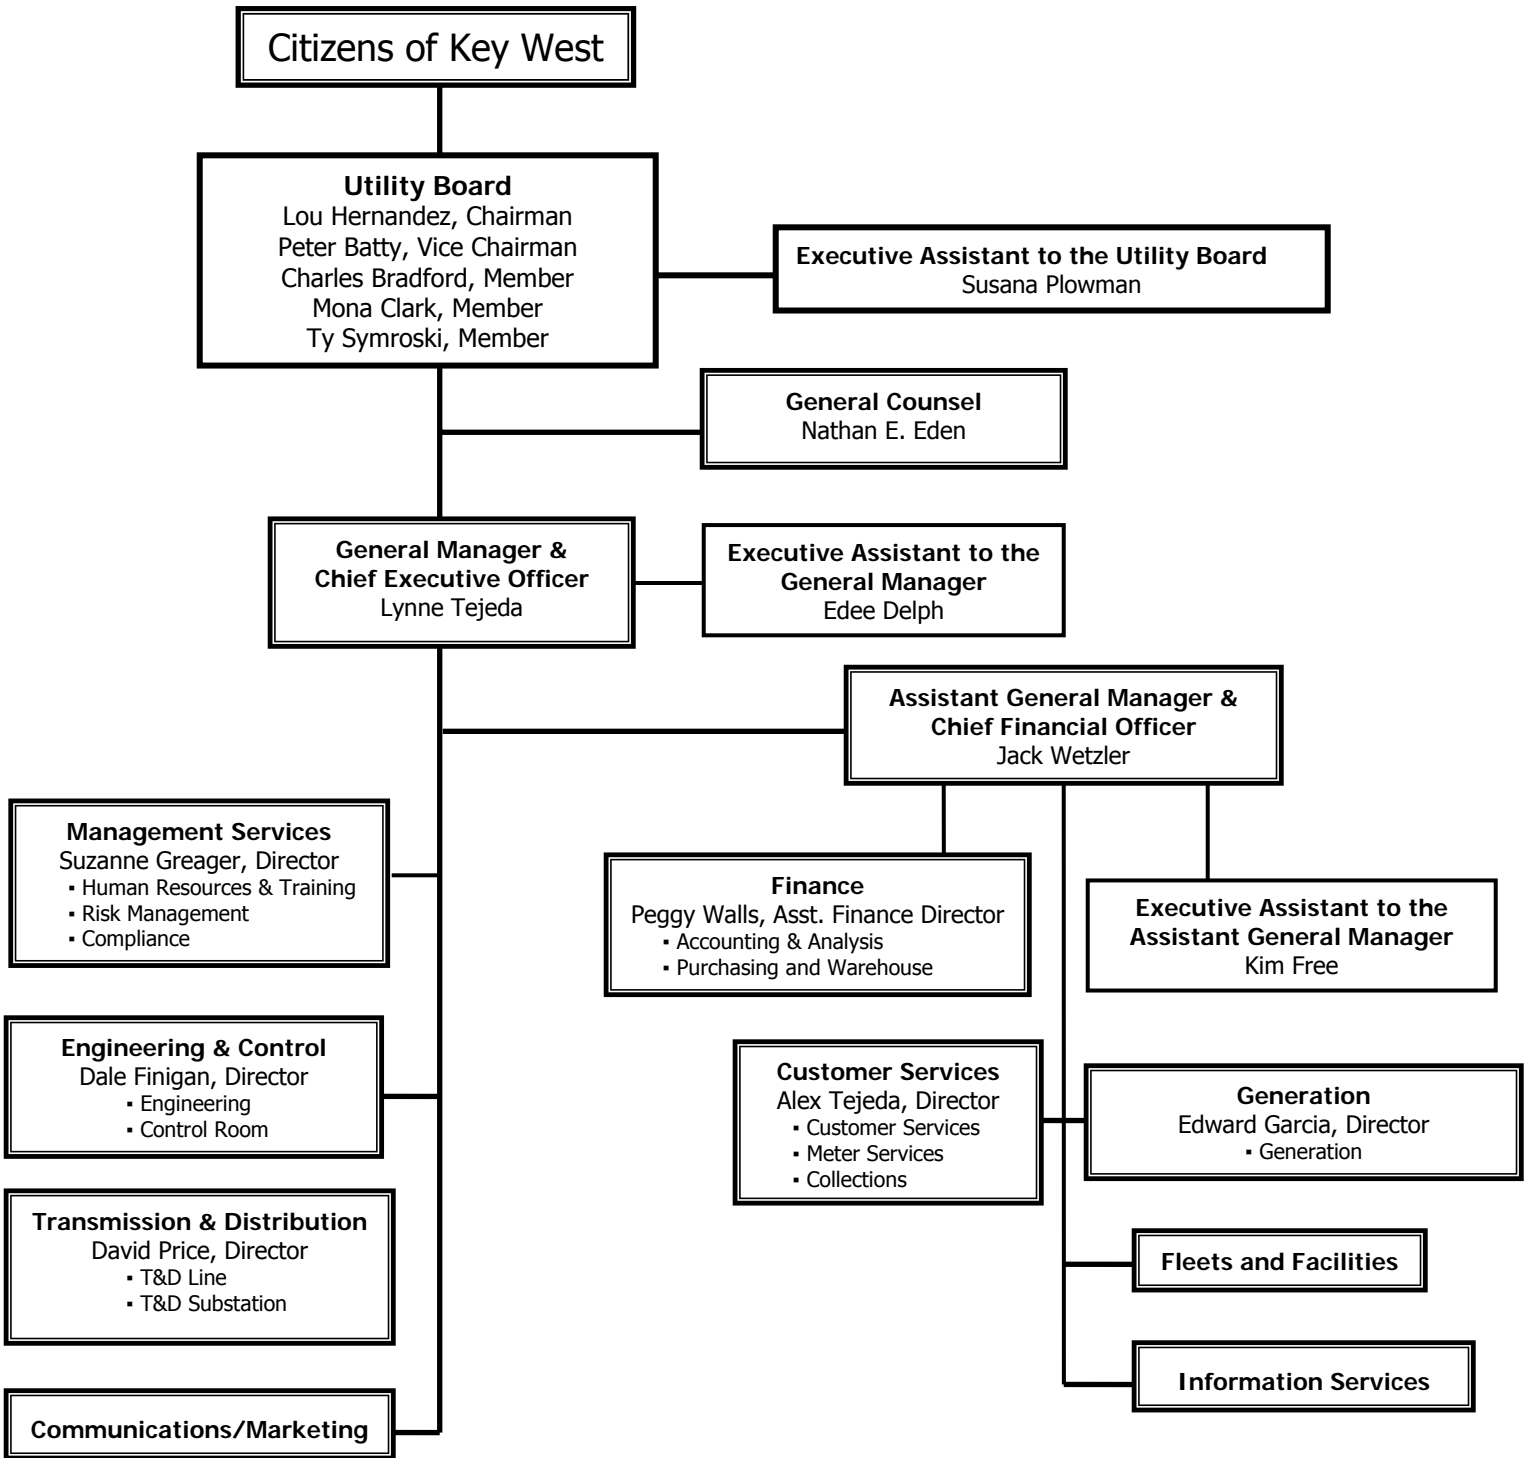 Citizens of Key West
Utility Board
Lou Hernandez, Chairman
Peter Batty, Vice Chairman
Charles Bradford, Member
Mona Clark, Member
Ty Symroski, Member
Executive Assistant to the Utility Board
Susana Plowman
General Counsel
Nathan E. Eden
General Manager &
Chief Executive Officer
Lynne Tejeda
Executive Assistant to the
General Manager
Edee Delph
Assistant General Manager &
Chief Financial Officer
Jack Wetzler
Management Services
Suzanne Greager, Director
▪ Human Resources & Training
▪ Risk Management
▪ Compliance
Finance
Peggy Walls, Asst. Finance Director
▪ Accounting & Analysis
▪ Purchasing and Warehouse
Executive Assistant to the
Assistant General Manager
Kim Free
Engineering & Control
Dale Finigan, Director
▪ Engineering
▪ Control Room
Customer Services
Alex Tejeda, Director
▪ Customer Services
▪ Meter Services
▪ Collections
Generation
Edward Garcia, Director
▪ Generation
Transmission & Distribution
David Price, Director
▪ T&D Line
▪ T&D Substation
Fleets and Facilities
Information Services
Communications/Marketing